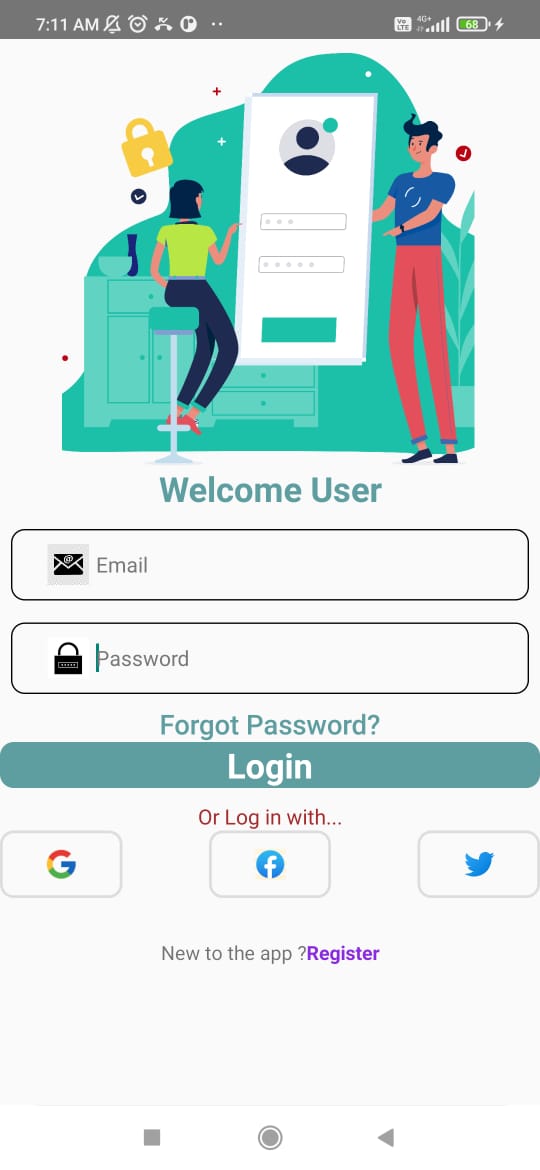 7:11 AM
Vo LTE 4G+ 68
Welcome User
Email
Password
Forgot Password?
Login
Or Log in with...
New to the app ?Register